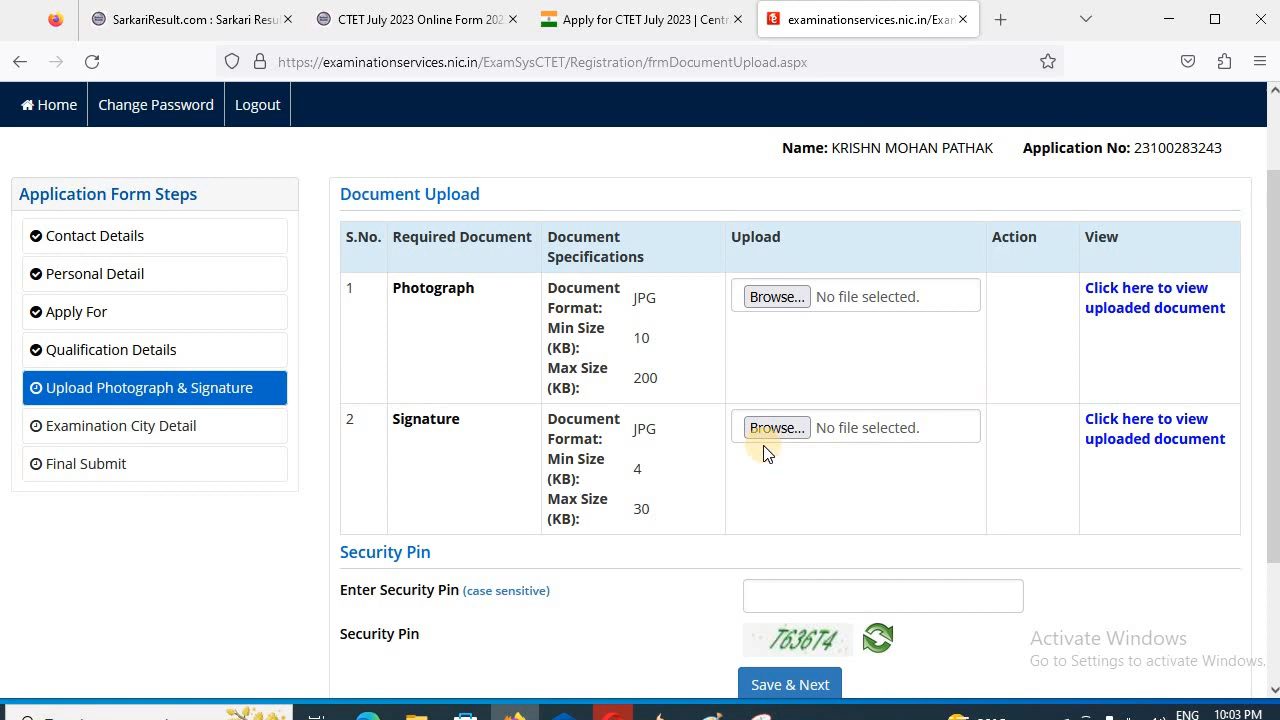 SarkariResult.com : Sarkari Resu
CTET July 2023 Online Form 202
Apply for CTET July 2023 | Cent
examinationservices.nic.in/Exam
https://examinationservices.nic.in/ExamSysCTET/Registration/frmDocumentUpload.aspx
Home Change Password Logout
Name: KRISHN MOHAN PATHAK Application No: 23100283243
Application Form Steps
Contact Details
Personal Detail
Apply For
Qualification Details
Upload Photograph & Signature
Examination City Detail
Final Submit
Document Upload
S.No. Required Document Document Specifications Upload Action View
1 Photograph
Document Format: JPG
Min Size (KB): 10
Max Size (KB): 200
Browse... No file selected.
Click here to view
uploaded document
2 Signature
Document Format: JPG
Min Size (KB): 4
Max Size (KB): 30
Browse... No file selected.
Click here to view
uploaded document
Security Pin
Enter Security Pin (case sensitive)
Security Pin
T636T4
Save & Next
Activate Windows
Go to Settings to activate Windows.
ENG 10:03 PM